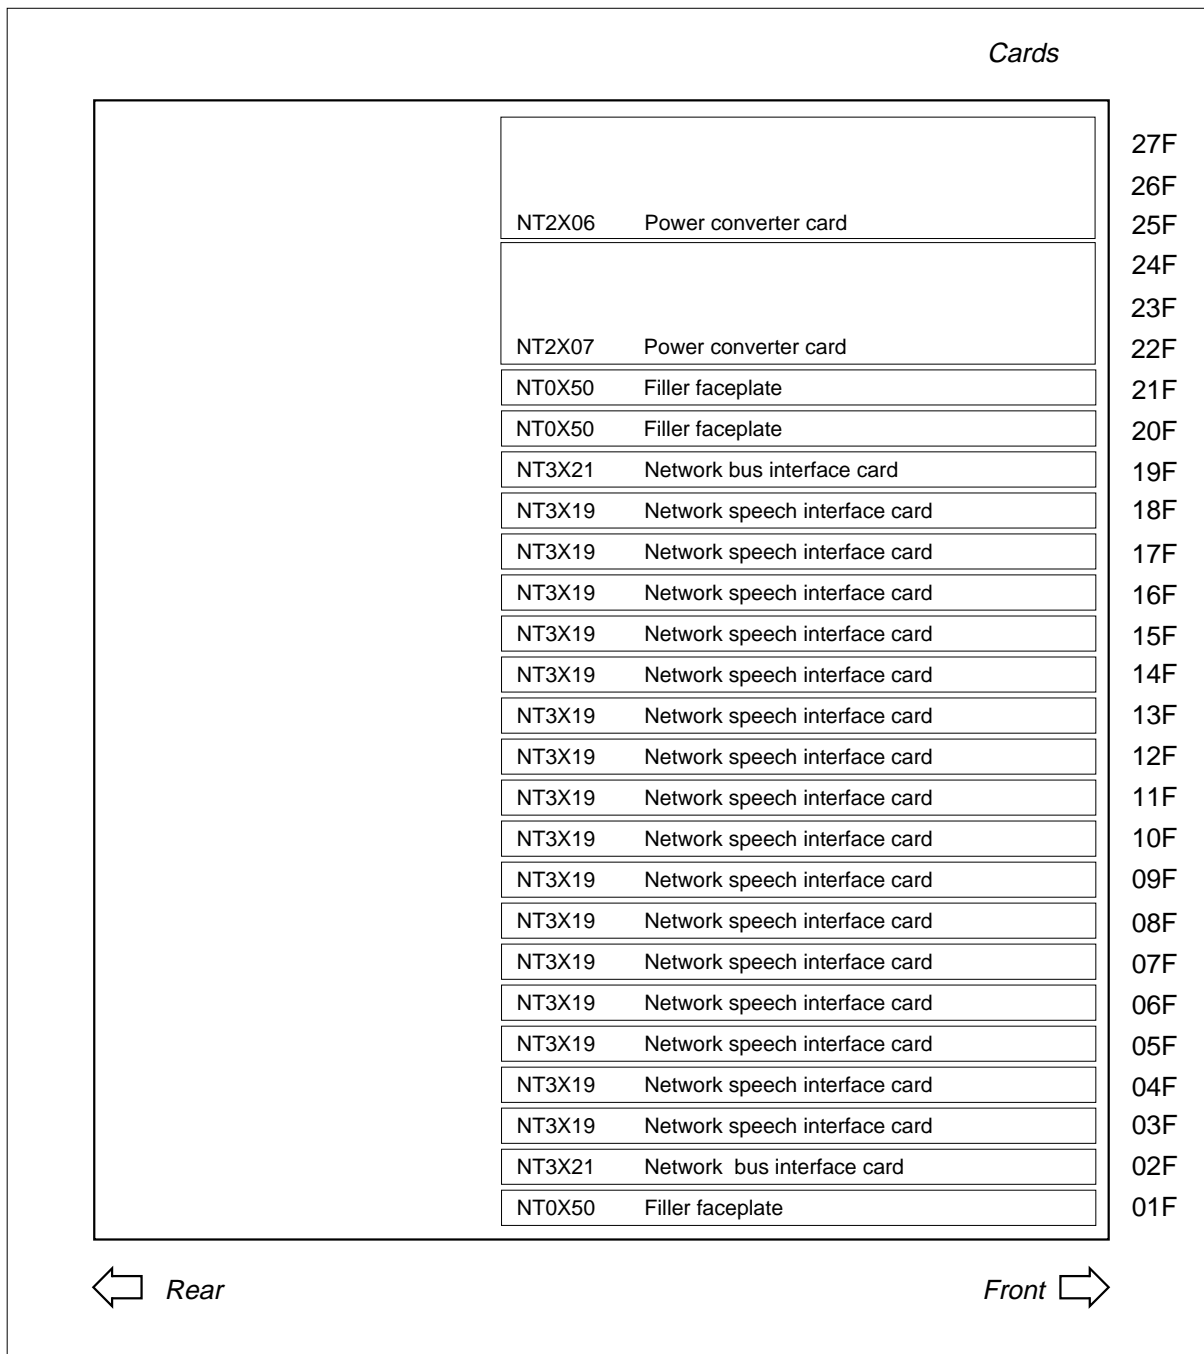 Cards
27F
26F
NT2X06 Power converter card 25F
24F
23F
NT2X07 Power converter card 22F
NT0X50 Filler faceplate 21F
NT0X50 Filler faceplate 20F
NT3X21 Network bus interface card 19F
NT3X19 Network speech interface card 18F
NT3X19 Network speech interface card 17F
NT3X19 Network speech interface card 16F
NT3X19 Network speech interface card 15F
NT3X19 Network speech interface card 14F
NT3X19 Network speech interface card 13F
NT3X19 Network speech interface card 12F
NT3X19 Network speech interface card 11F
NT3X19 Network speech interface card 10F
NT3X19 Network speech interface card 09F
NT3X19 Network speech interface card 08F
NT3X19 Network speech interface card 07F
NT3X19 Network speech interface card 06F
NT3X19 Network speech interface card 05F
NT3X19 Network speech interface card 04F
NT3X19 Network speech interface card 03F
NT3X21 Network bus interface card 02F
NT0X50 Filler faceplate 01F
Rear Front